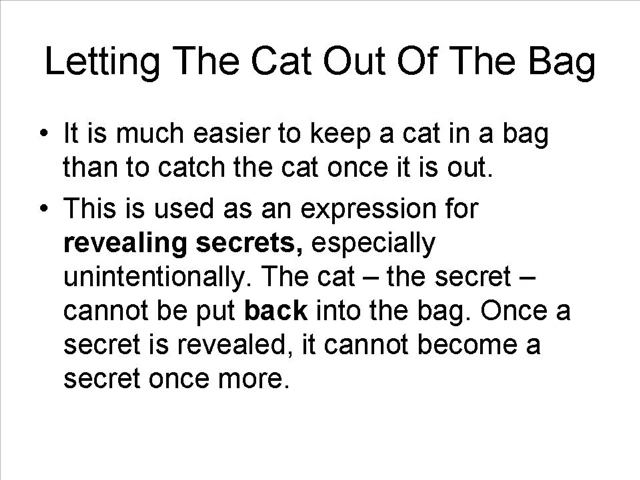 Letting The Cat Out Of The Bag
• It is much easier to keep a cat in a bag
than to catch the cat once it is out.
• This is used as an expression for
revealing secrets, especially
unintentionally. The cat – the secret –
cannot be put back into the bag. Once a
secret is revealed, it cannot become a
secret once more.